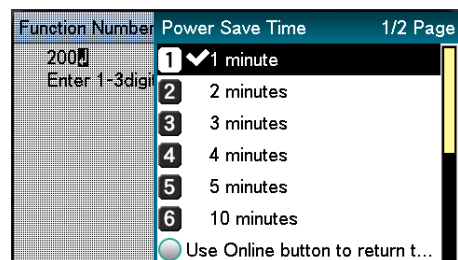 Function Number
200
Enter 1-3digi
Power Save Time 1/2 Page
1 1 minute
2 2 minutes
3 3 minutes
4 4 minutes
5 5 minutes
6 10 minutes
Use Online button to return t...